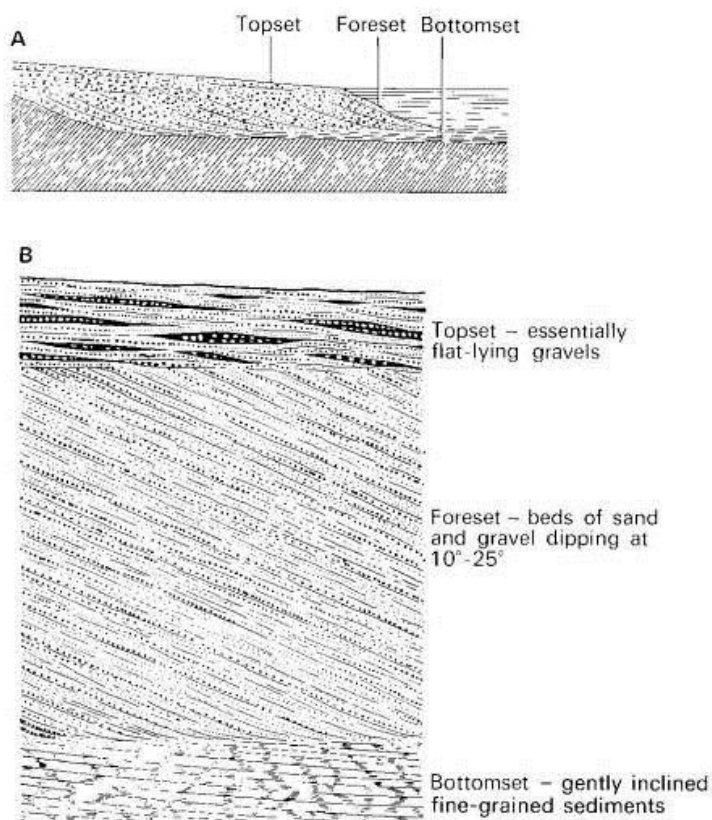 A
Topset Foreset Bottomset
B
Topset – essentially
flat-lying gravels
Foreset – beds of sand
and gravel dipping at
10°-25°
Bottomset – gently inclined
fine-grained sediments